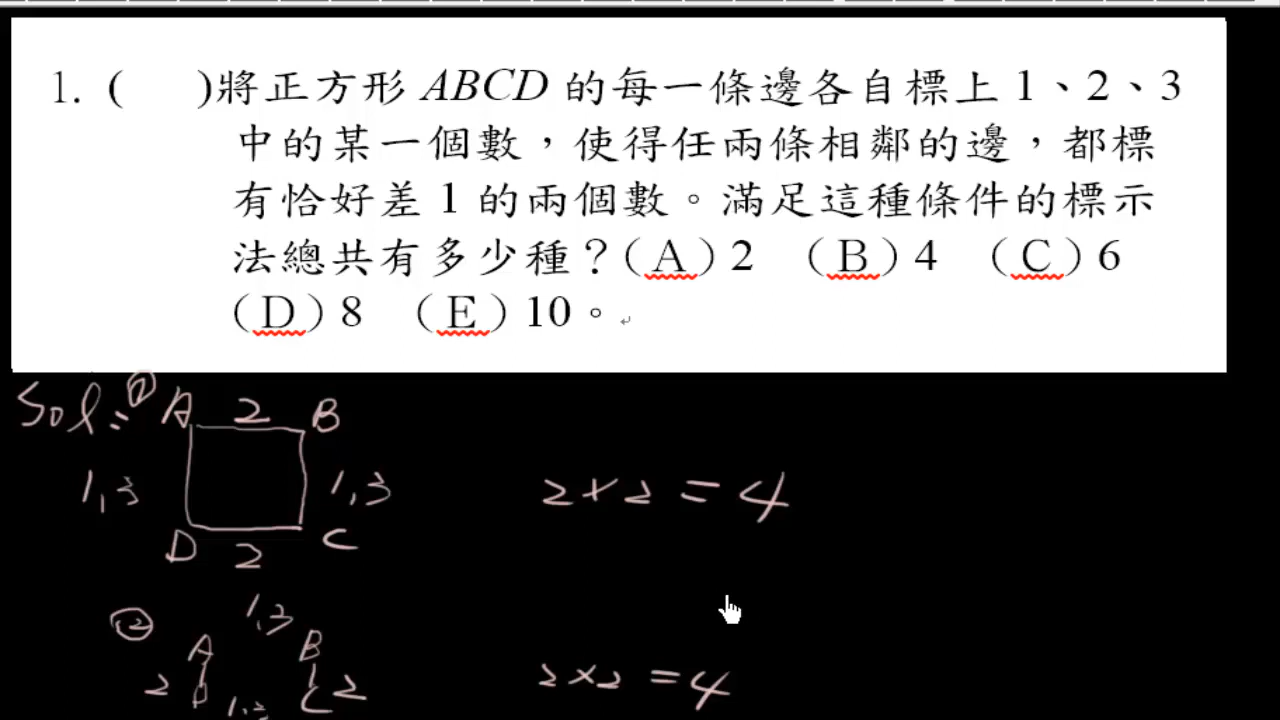 1. (　　)將正方形 ABCD 的每一條邊各自標上 1、2、3
中的某一個數，使得任兩條相鄰的邊，都標
有恰好差 1 的兩個數。滿足這種條件的標示
法總共有多少種？(A) 2　(B) 4　(C) 6
(D) 8　(E) 10。
Sol: ① A 2 B
1,3 1,3 2×2=4
D 2 C
② 1,3
A B
2 D 1,3 C 2 2×2=4